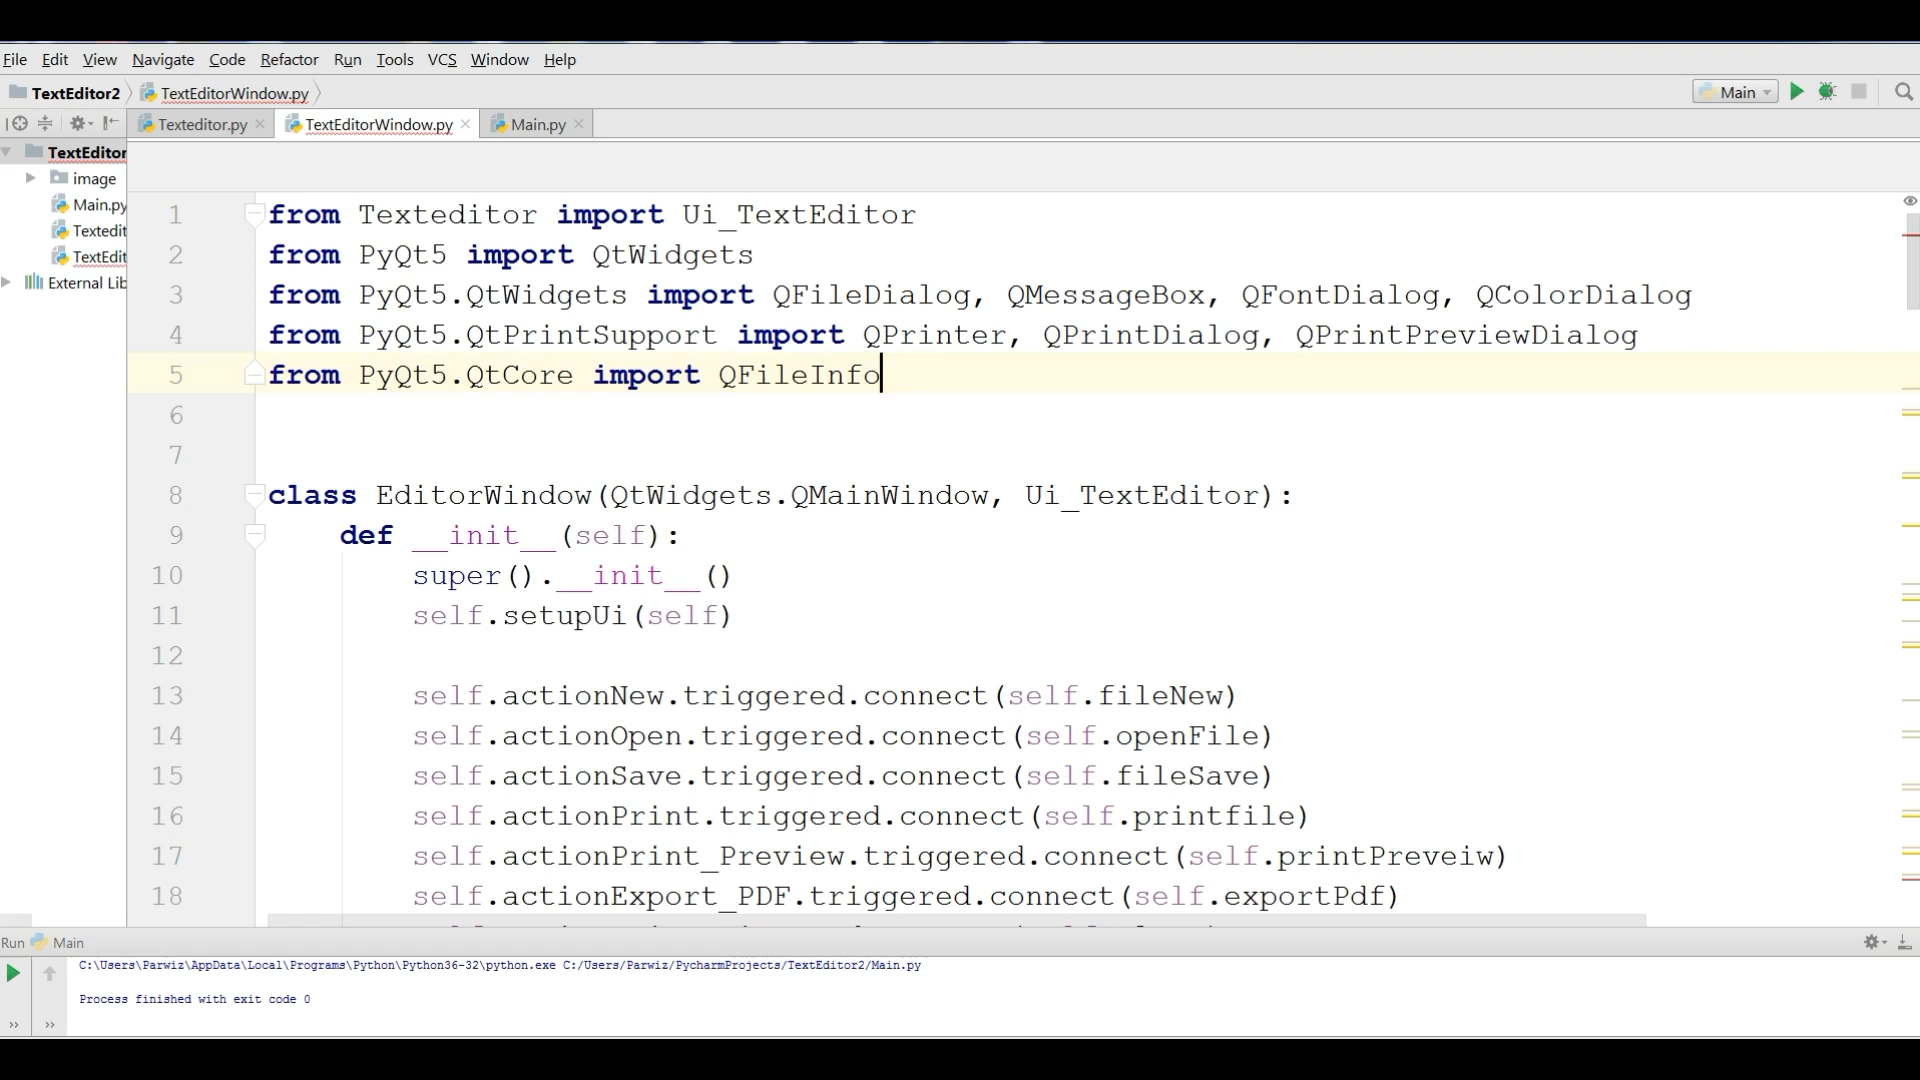 File Edit View Navigate Code Refactor Run Tools VCS Window Help
TextEditor2 TextEditorWindow.py Main
Texteditor.py TextEditorWindow.py Main.py
TextEditor
image
Main.py
Textedit
TextEdit
External Lib
1 from Texteditor import Ui_TextEditor
2 from PyQt5 import QtWidgets
3 from PyQt5.QtWidgets import QFileDialog, QMessageBox, QFontDialog, QColorDialog
4 from PyQt5.QtPrintSupport import QPrinter, QPrintDialog, QPrintPreviewDialog
5 from PyQt5.QtCore import QFileInfo
6
7
8 class EditorWindow(QtWidgets.QMainWindow, Ui_TextEditor):
9 def __init__(self):
10 super().__init__()
11 self.setupUi(self)
12
13 self.actionNew.triggered.connect(self.fileNew)
14 self.actionOpen.triggered.connect(self.openFile)
15 self.actionSave.triggered.connect(self.fileSave)
16 self.actionPrint.triggered.connect(self.printfile)
17 self.actionPrint_Preview.triggered.connect(self.printPreveiw)
18 self.actionExport_PDF.triggered.connect(self.exportPdf)
Run Main
C:\Users\Parwiz\AppData\Local\Programs\Python\Python36-32\python.exe C:/Users/Parwiz/PycharmProjects/TextEditor2/Main.py
Process finished with exit code 0